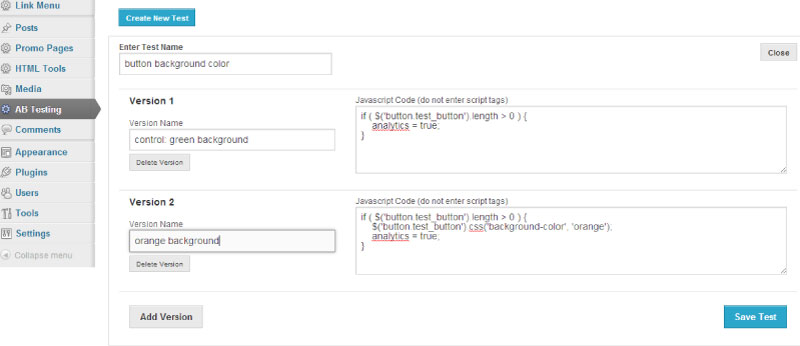 Link Menu
Posts
Promo Pages
HTML Tools
Media
AB Testing
Comments
Appearance
Plugins
Users
Tools
Settings
Collapse menu
Create New Test
Enter Test Name
button background color
Close
Version 1
Version Name
control: green background
Delete Version
Javascript Code (do not enter script tags)
if ( $('button.test_button').length > 0 ) {
analytics = true;
}
Version 2
Version Name
orange background
Delete Version
Javascript Code (do not enter script tags)
if ( $('button.test_button').length > 0 ) {
$('button.test_button').css('background-color', 'orange');
analytics = true;
}
Add Version
Save Test